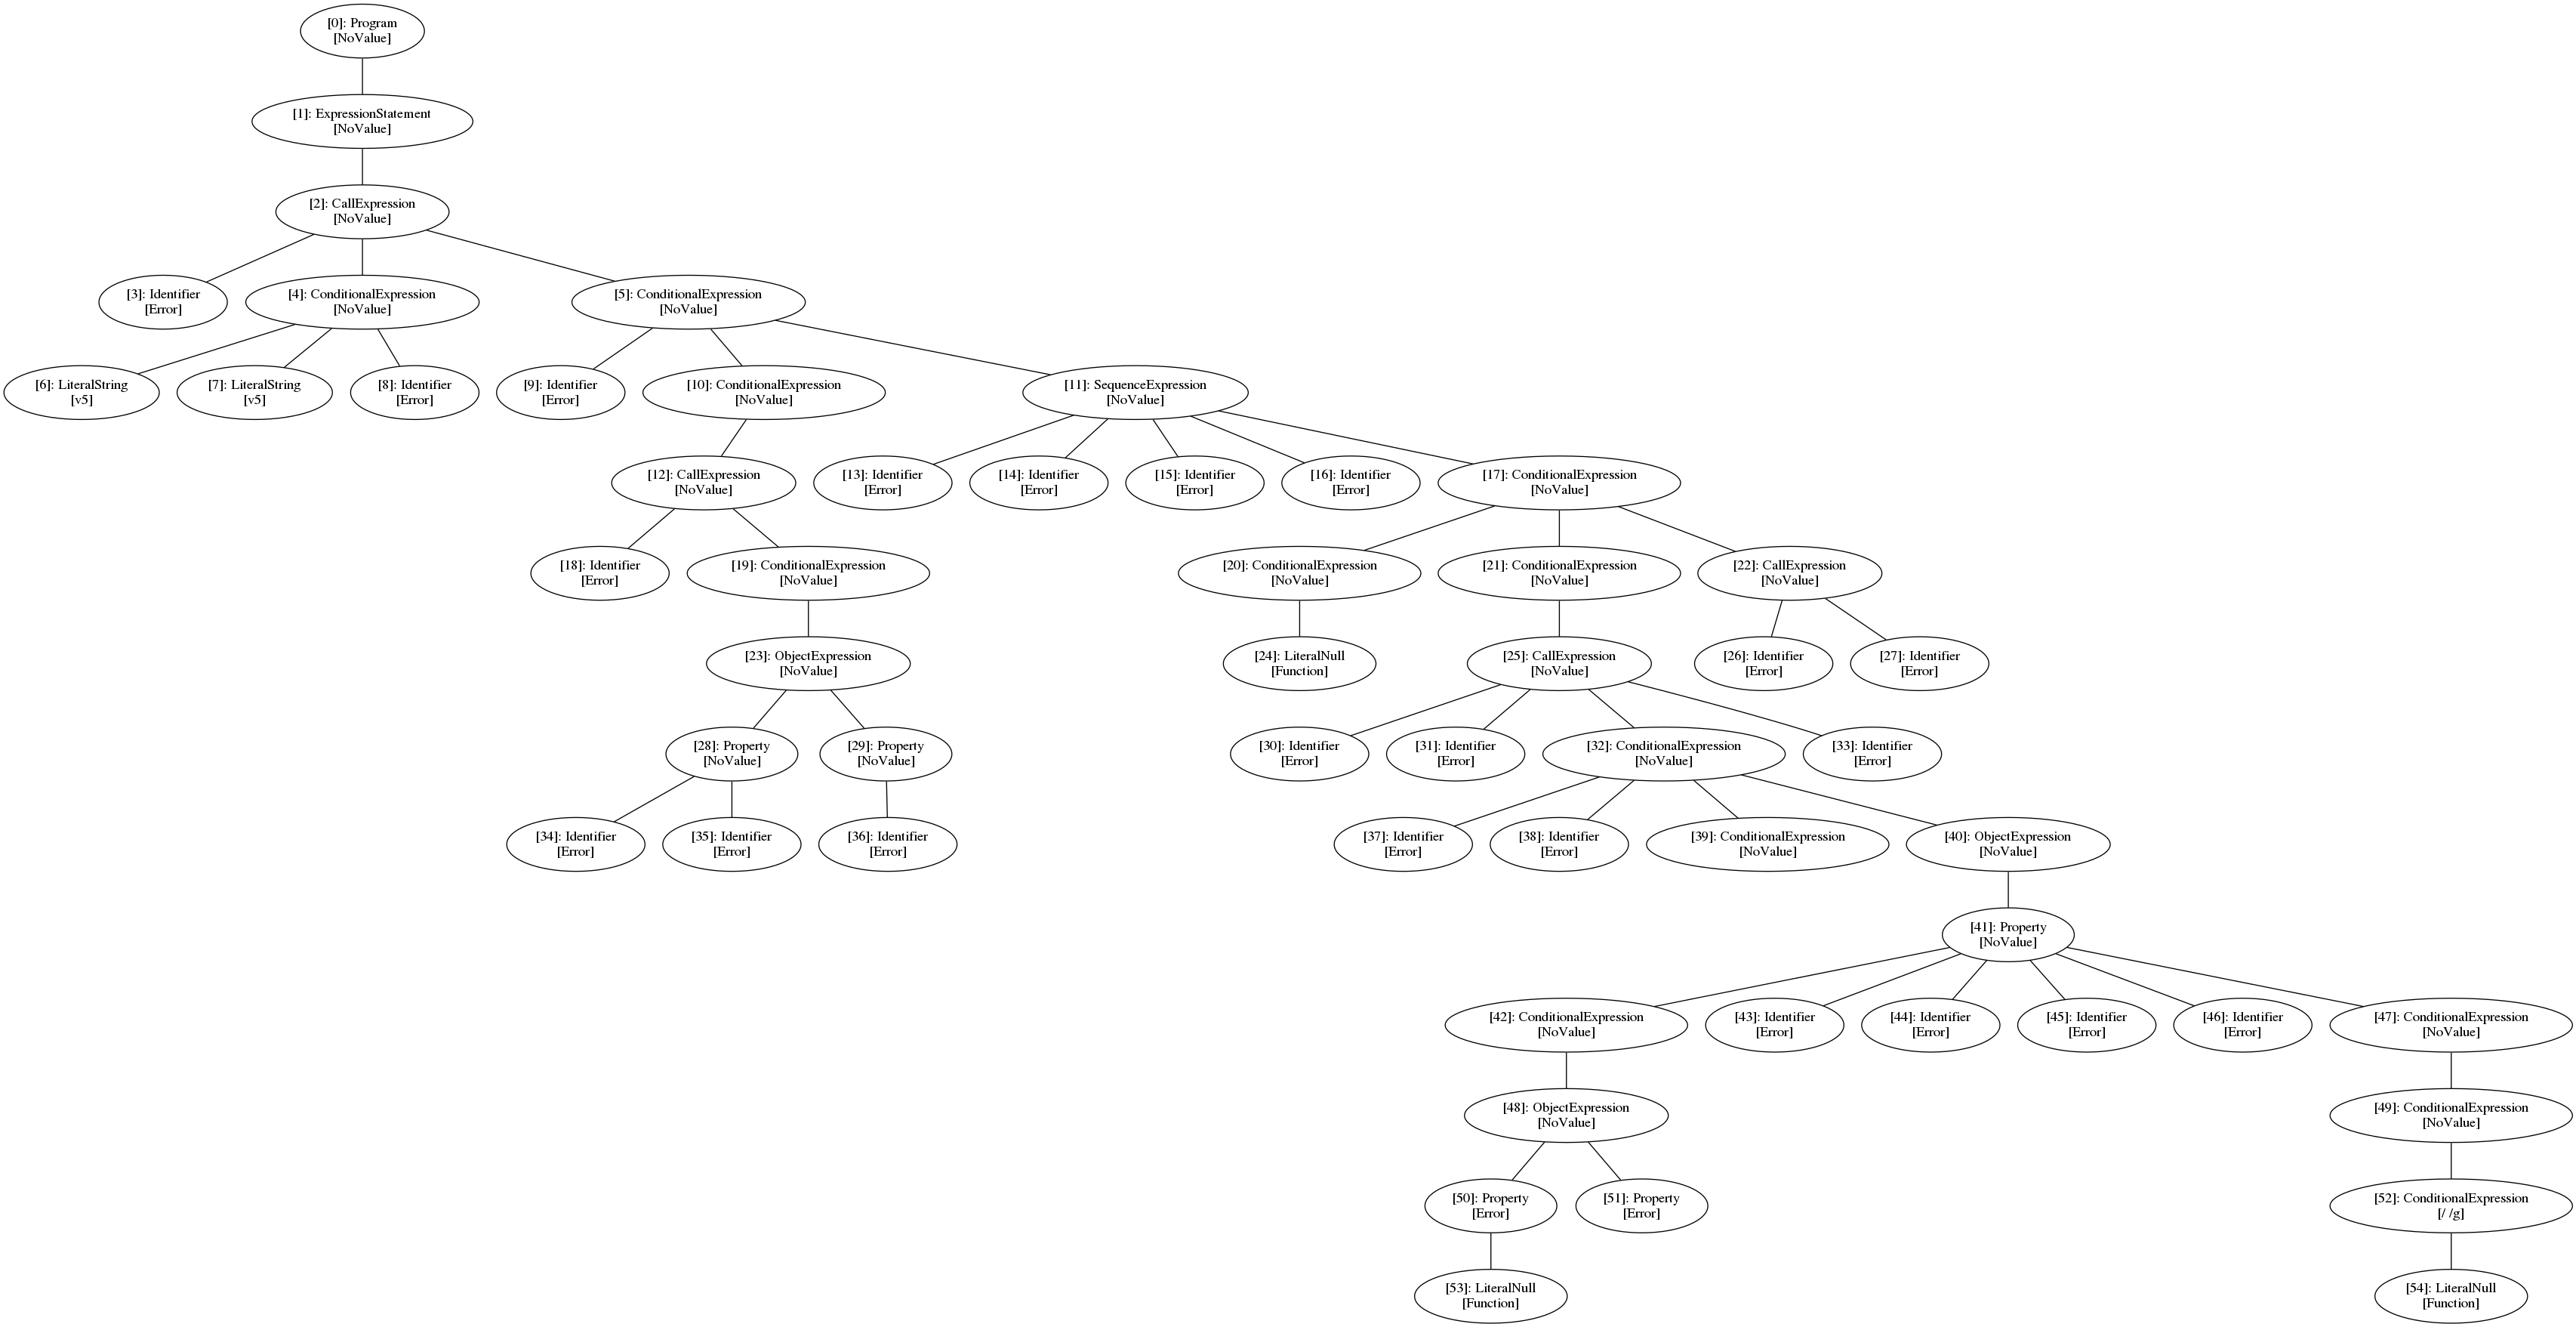 [0]: Program
[NoValue]
[1]: ExpressionStatement
[NoValue]
[2]: CallExpression
[NoValue]
[3]: Identifier
[Error]
[4]: ConditionalExpression
[NoValue]
[5]: ConditionalExpression
[NoValue]
[6]: LiteralString
[v5]
[7]: LiteralString
[v5]
[8]: Identifier
[Error]
[9]: Identifier
[Error]
[10]: ConditionalExpression
[NoValue]
[11]: SequenceExpression
[NoValue]
[12]: CallExpression
[NoValue]
[13]: Identifier
[Error]
[14]: Identifier
[Error]
[15]: Identifier
[Error]
[16]: Identifier
[Error]
[17]: ConditionalExpression
[NoValue]
[18]: Identifier
[Error]
[19]: ConditionalExpression
[NoValue]
[20]: ConditionalExpression
[NoValue]
[21]: ConditionalExpression
[NoValue]
[22]: CallExpression
[NoValue]
[23]: ObjectExpression
[NoValue]
[24]: LiteralNull
[Function]
[25]: CallExpression
[NoValue]
[26]: Identifier
[Error]
[27]: Identifier
[Error]
[28]: Property
[NoValue]
[29]: Property
[NoValue]
[30]: Identifier
[Error]
[31]: Identifier
[Error]
[32]: ConditionalExpression
[NoValue]
[33]: Identifier
[Error]
[34]: Identifier
[Error]
[35]: Identifier
[Error]
[36]: Identifier
[Error]
[37]: Identifier
[Error]
[38]: Identifier
[Error]
[39]: ConditionalExpression
[NoValue]
[40]: ObjectExpression
[NoValue]
[41]: Property
[NoValue]
[42]: ConditionalExpression
[NoValue]
[43]: Identifier
[Error]
[44]: Identifier
[Error]
[45]: Identifier
[Error]
[46]: Identifier
[Error]
[47]: ConditionalExpression
[NoValue]
[48]: ObjectExpression
[NoValue]
[49]: ConditionalExpression
[NoValue]
[50]: Property
[Error]
[51]: Property
[Error]
[52]: ConditionalExpression
[/ /g]
[53]: LiteralNull
[Function]
[54]: LiteralNull
[Function]